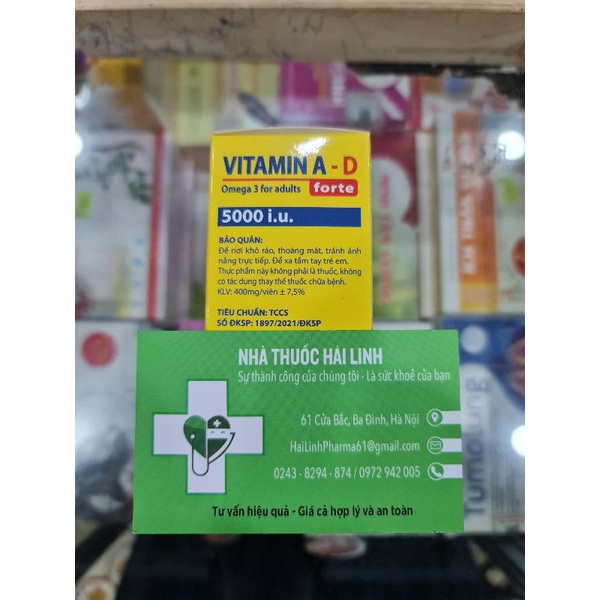 VITAMIN A - D
Omega 3 for adults forte
5000 i.u.
BẢO QUẢN:
Để nơi khô ráo, thoáng mát, tránh ánh
nắng trực tiếp. Để xa tầm tay trẻ em.
Thực phẩm này không phải là thuốc, không
có tác dụng thay thế thuốc chữa bệnh.
KLV: 400mg/viên ± 7,5%
TIÊU CHUẨN: TCCS
SỐ ĐKSP: 1897/2021/ĐKSP
NHÀ THUỐC HẢI LINH
Sự thành công của chúng tôi - Là sức khoẻ của bạn
61 Cửa Bắc, Ba Đình, Hà Nội
HaiLinhPharma61@gmail.com
0243 - 8294 - 874 / 0972 942 005
Tư vấn hiệu quả - Giá cả hợp lý và an toàn